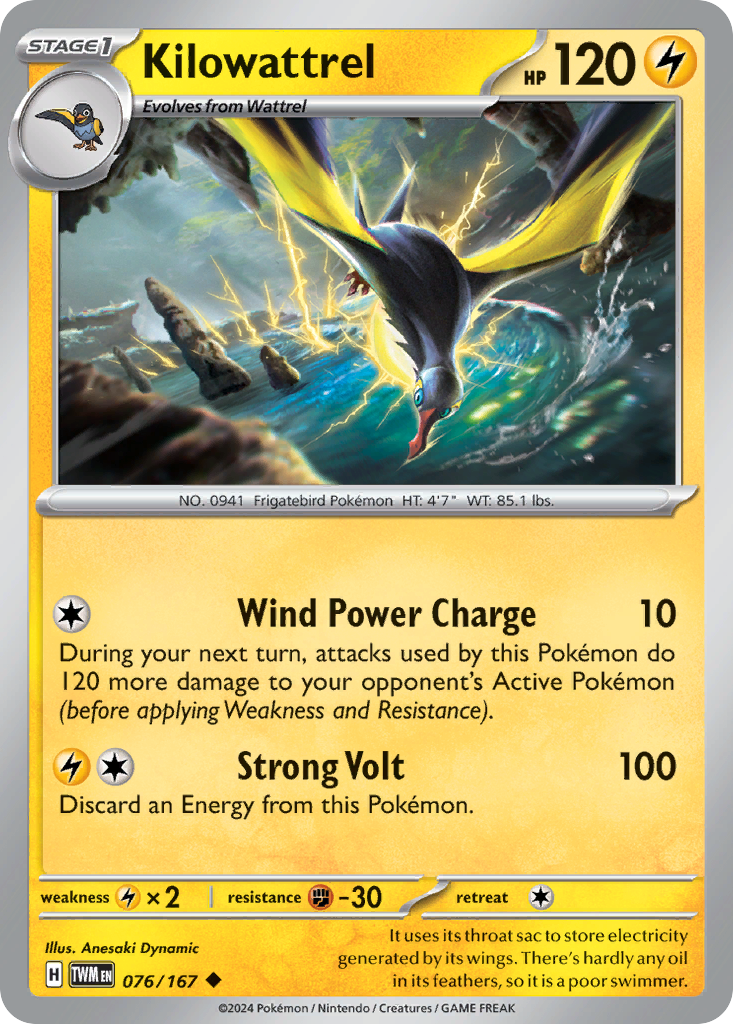 STAGE 1
Kilowattrel
HP 120
Evolves from Wattrel
NO. 0941 Frigatebird Pokémon HT: 4'7" WT: 85.1 lbs.
Wind Power Charge 10
During your next turn, attacks used by this Pokémon do
120 more damage to your opponent's Active Pokémon
(before applying Weakness and Resistance).
Strong Volt 100
Discard an Energy from this Pokémon.
weakness ×2 resistance -30 retreat
Illus. Anesaki Dynamic
H TWM EN 076/167
It uses its throat sac to store electricity
generated by its wings. There's hardly any oil
in its feathers, so it is a poor swimmer.
©2024 Pokémon / Nintendo / Creatures / GAME FREAK